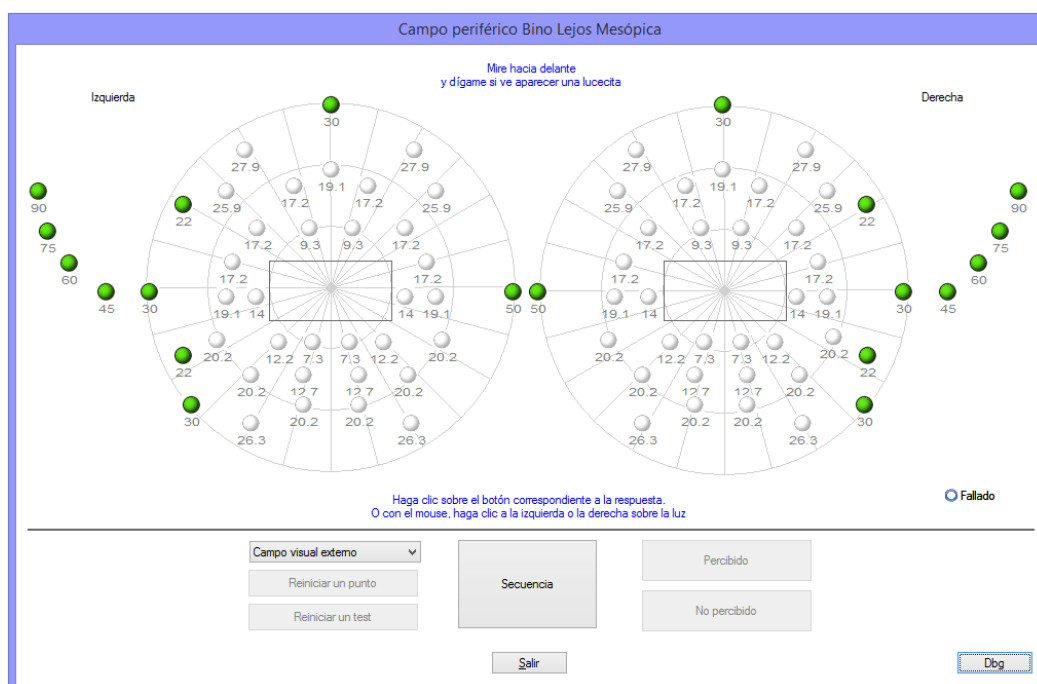 Campo periférico Bino Lejos Mesópica
Mire hacia delante
y dígame si ve aparecer una lucecita
Izquierda
Derecha
30
30
27.9 27.9
27.9 27.9
19.1
19.1
17.2 17.2
17.2 17.2
25.9 25.9
25.9 25.9
90
90
22
22
75
75
17.2 9.3 9.3 17.2
17.2 9.3 9.3 17.2
60
60
17.2 17.2
17.2 17.2
45 30 19.1 14 14 19.1 50
50 19.1 14 14 19.1 30 45
20.2 12.2 7.3 7.3 12.2 20.2
20.2 12.2 7.3 7.3 12.2 20.2
22
22
20.2 12.7 12.7 20.2
20.2 12.7 12.7 20.2
30
30
20.2 20.2
20.2 20.2
26.3 26.3
26.3 26.3
Haga clic sobre el botón correspondiente a la respuesta.
O con el mouse, haga clic a la izquierda o la derecha sobre la luz
Fallado
Campo visual externo
Reiniciar un punto
Reiniciar un test
Secuencia
Percibido
No percibido
Salir
Dbg